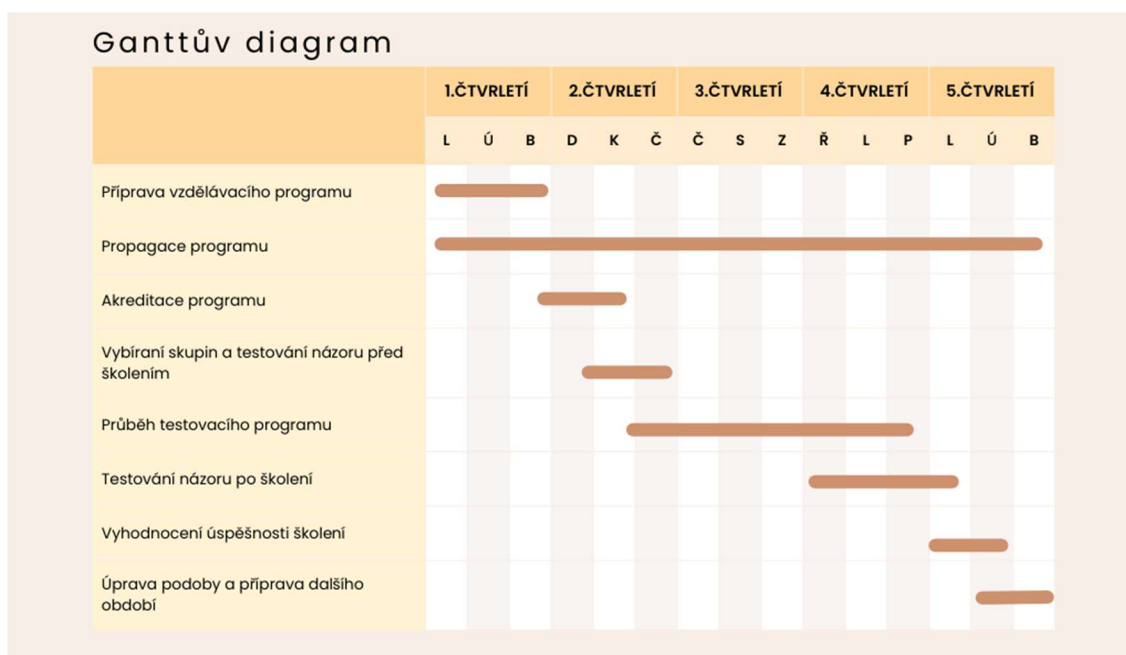 Ganttův diagram
1.ČTVRLETÍ 2.ČTVRLETÍ 3.ČTVRLETÍ 4.ČTVRLETÍ 5.ČTVRLETÍ
L Ú B D K Č Č S Z Ř L P L Ú B
Příprava vzdělávacího programu
Propagace programu
Akreditace programu
Vybíraní skupin a testování názoru před
školením
Průběh testovacího programu
Testování názoru po školení
Vyhodnocení úspěšnosti školení
Úprava podoby a příprava dalšího
období